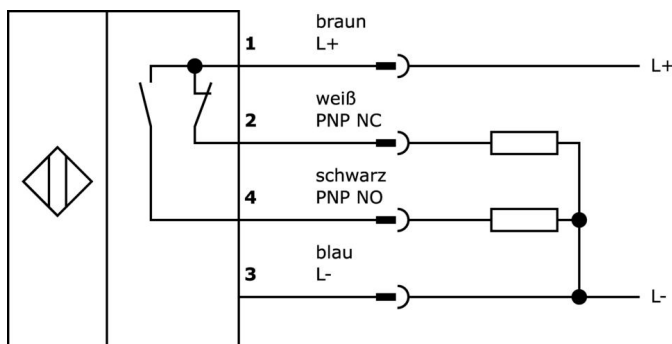 1 braun
L+
L+
2 weiß
PNP NC
4 schwarz
PNP NO
3 blau
L-
L-